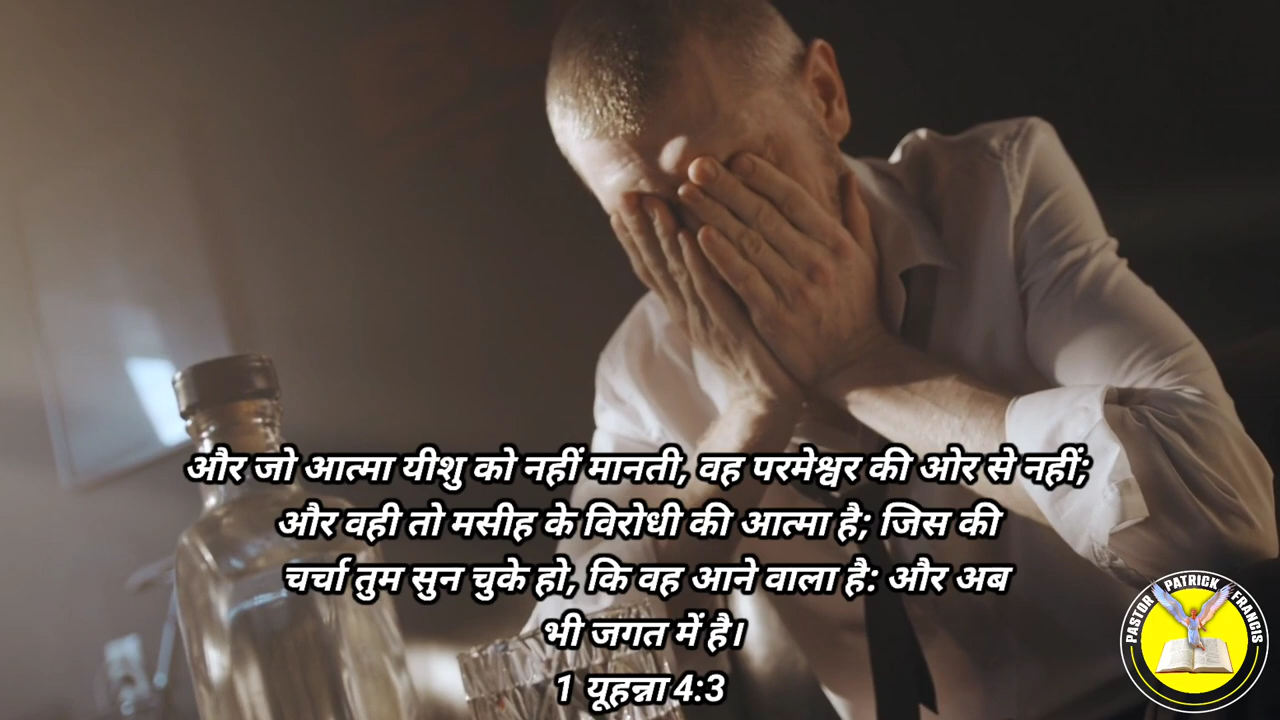 और जो आत्मा यीशु को नहीं मानती, वह परमेश्वर की ओर से नहीं;
और वही तो मसीह के विरोधी की आत्मा है; जिस की
चर्चा तुम सुन चुके हो, कि वह आने वाला है: और अब
भी जगत में है।
1 यूहन्ना 4:3
PASTOR PATRICK FRANCIS